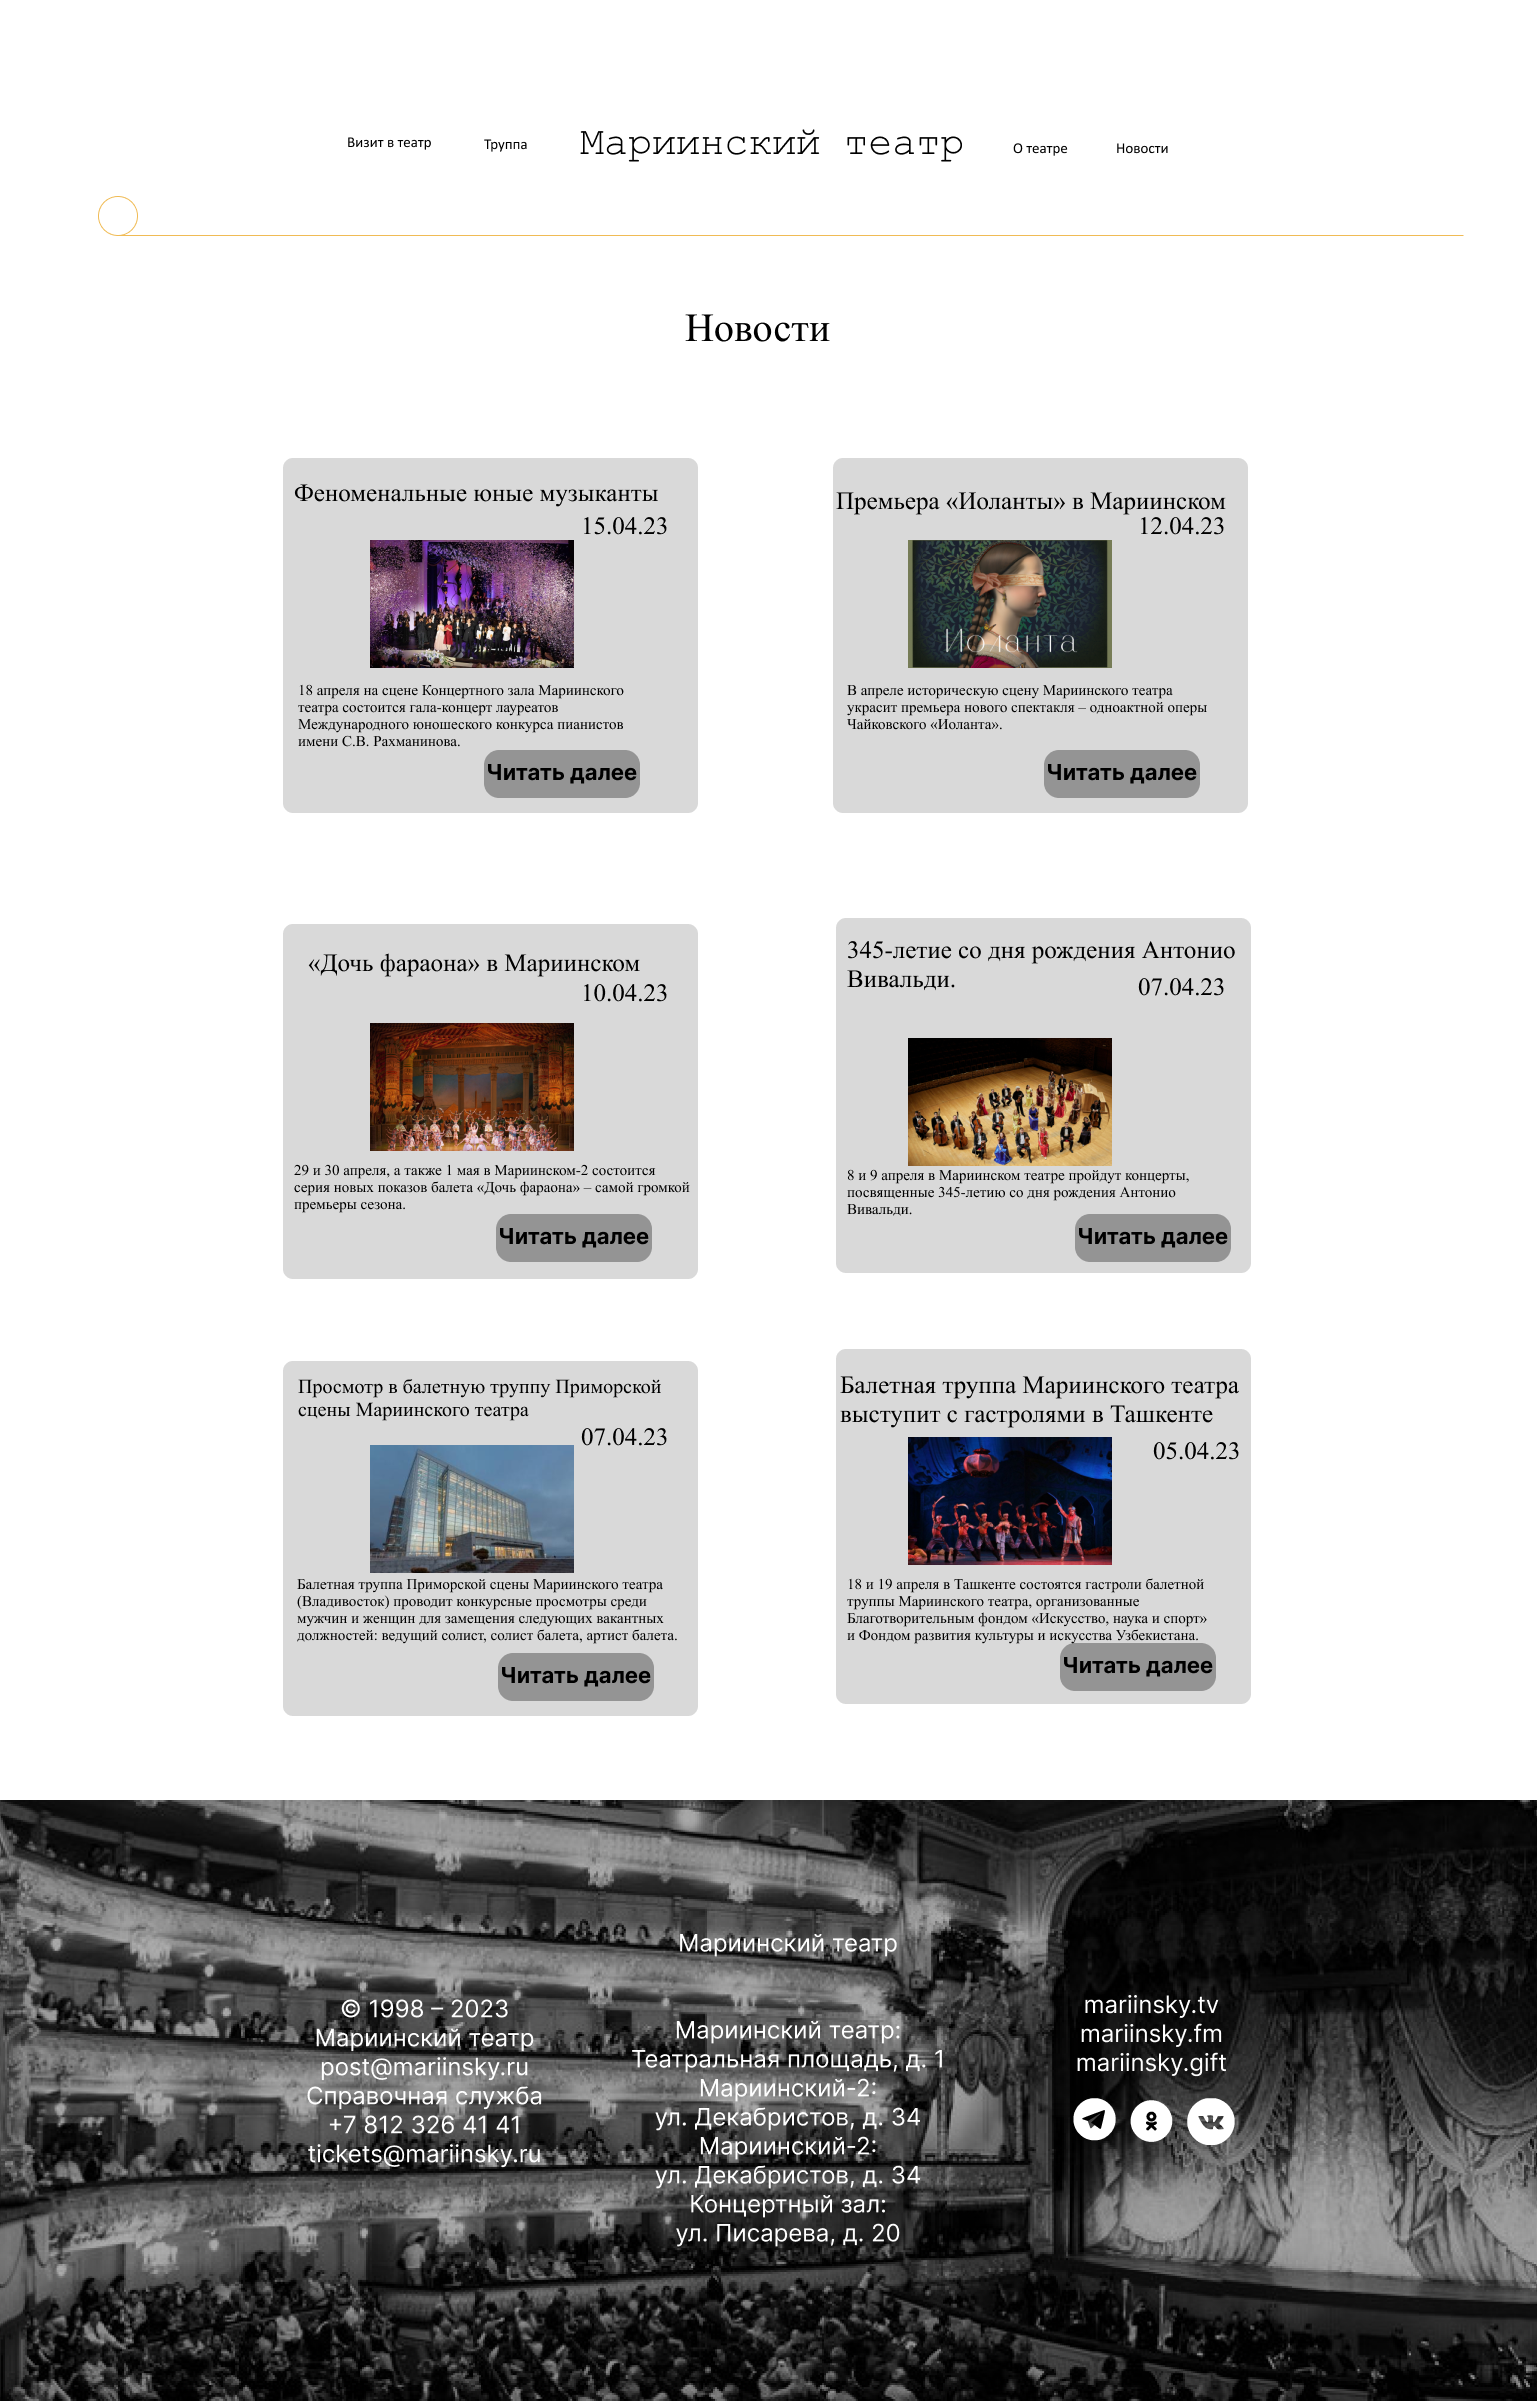 Визит в театр
Труппа
Мариинский театр
О театре
Новости
Новости
Феноменальные юные музыканты
15.04.23
18 апреля на сцене Концертного зала Мариинского
театра состоится гала-концерт лауреатов
Международного юношеского конкурса пианистов
имени С.В. Рахманинова.
Читать далее
Премьера «Иоланты» в Мариинском
12.04.23
Иоланта
В апреле историческую сцену Мариинского театра
украсит премьера нового спектакля – одноактной оперы
Чайковского «Иоланта».
Читать далее
«Дочь фараона» в Мариинском
10.04.23
29 и 30 апреля, а также 1 мая в Мариинском-2 состоится
серия новых показов балета «Дочь фараона» – самой громкой
премьеры сезона.
Читать далее
345-летие со дня рождения Антонио
Вивальди.
07.04.23
8 и 9 апреля в Мариинском театре пройдут концерты,
посвященные 345-летию со дня рождения Антонио
Вивальди.
Читать далее
Просмотр в балетную труппу Приморской
сцены Мариинского театра
07.04.23
Балетная труппа Приморской сцены Мариинского театра
(Владивосток) проводит конкурсные просмотры среди
мужчин и женщин для замещения следующих вакантных
должностей: ведущий солист, солист балета, артист балета.
Читать далее
Балетная труппа Мариинского театра
выступит с гастролями в Ташкенте
05.04.23
18 и 19 апреля в Ташкенте состоятся гастроли балетной
труппы Мариинского театра, организованные
Благотворительным фондом «Искусство, наука и спорт»
и Фондом развития культуры и искусства Узбекистана.
Читать далее
© 1998 – 2023
Мариинский театр
post@mariinsky.ru
Справочная служба
+7 812 326 41 41
tickets@mariinsky.ru
Мариинский театр
Мариинский театр:
Театральная площадь, д. 1
Мариинский-2:
ул. Декабристов, д. 34
Мариинский-2:
ул. Декабристов, д. 34
Концертный зал:
ул. Писарева, д. 20
mariinsky.tv
mariinsky.fm
mariinsky.gift